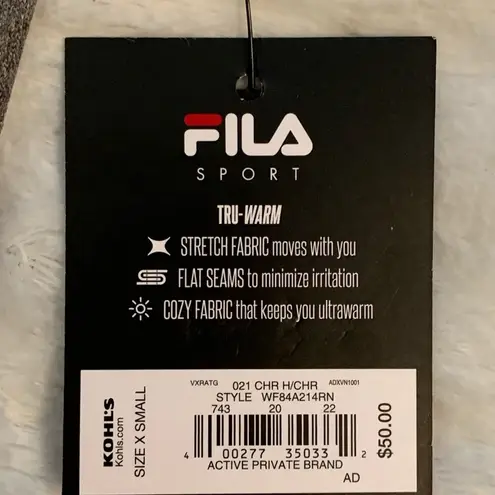 FILA
SPORT
TRU-WARM
STRETCH FABRIC moves with you
FLAT SEAMS to minimize irritation
COZY FABRIC that keeps you ultrawarm
KOHL'S
Kohls.com
SIZE X SMALL
VXRATG 021 CHR H/CHR ADXVN1001
STYLE WF84A214RN
743 20 22
4 00277 35033 2
ACTIVE PRIVATE BRAND
AD
$50.00